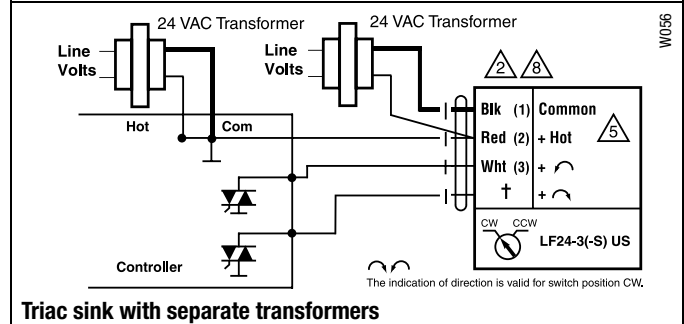 24 VAC Transformer
24 VAC Transformer
W056
Line
Volts
Line
Volts
2
8
Hot
Com
Blk (1) Common
Red (2) + Hot
5
Wht (3) +
† +
CW CCW
LF24-3(-S) US
Controller
The indication of direction is valid for switch position CW.
Triac sink with separate transformers